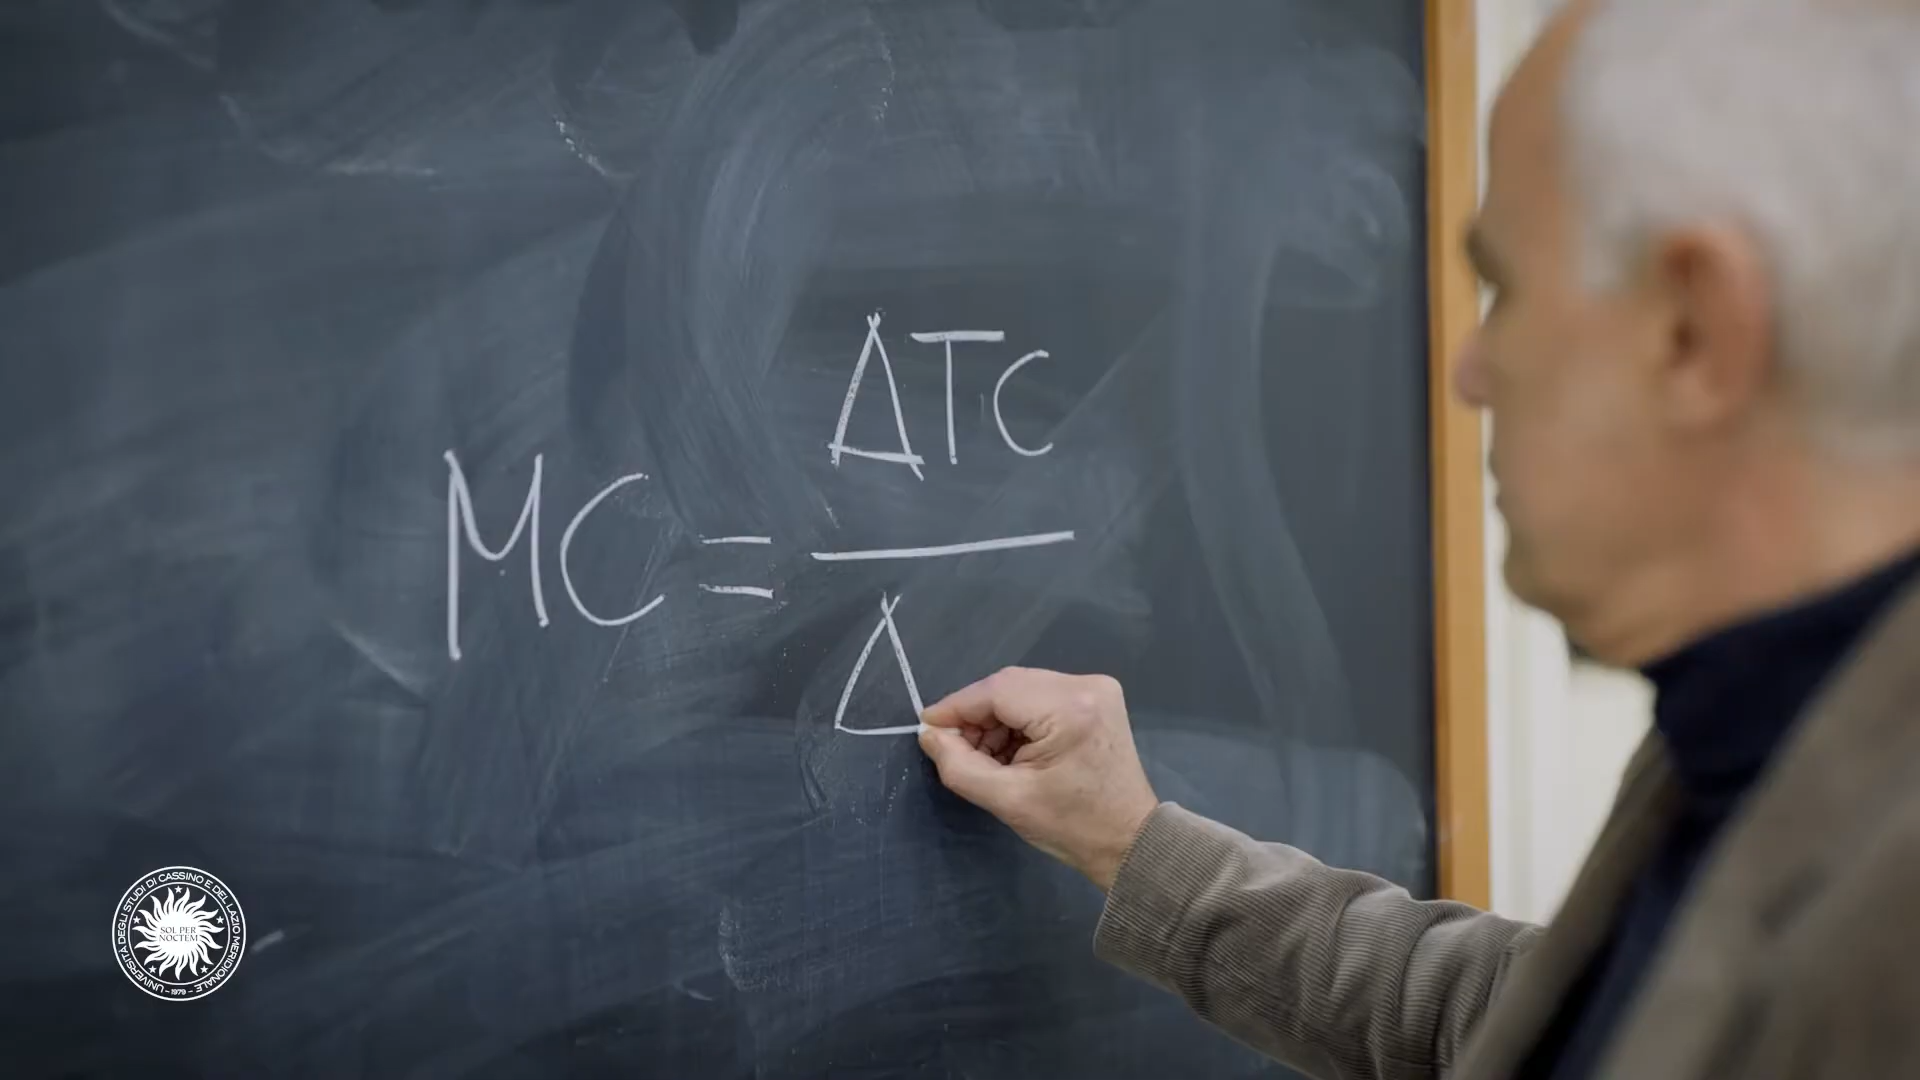 MC = ΔTC
Δ
UNIVERSITÀ DEGLI STUDI DI CASSINO E DEL LAZIO MERIDIONALE
SOL PER
NOCTEM
- 1979 -